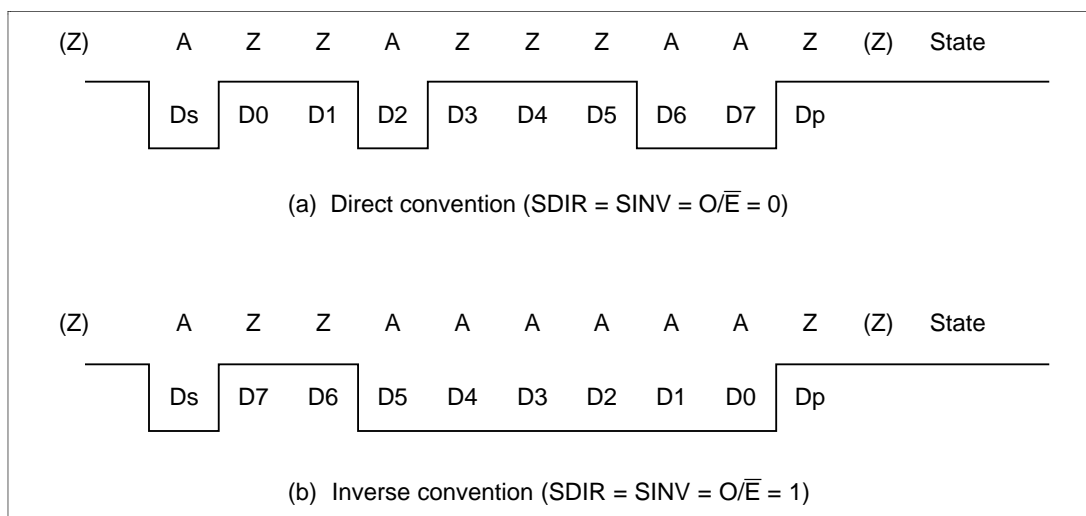 (Z) A Z Z A Z Z Z A A Z (Z) State
Ds D0 D1 D2 D3 D4 D5 D6 D7 Dp
(a) Direct convention (SDIR = SINV = O/E̅ = 0)
(Z) A Z Z A A A A A A Z (Z) State
Ds D7 D6 D5 D4 D3 D2 D1 D0 Dp
(b) Inverse convention (SDIR = SINV = O/E̅ = 1)